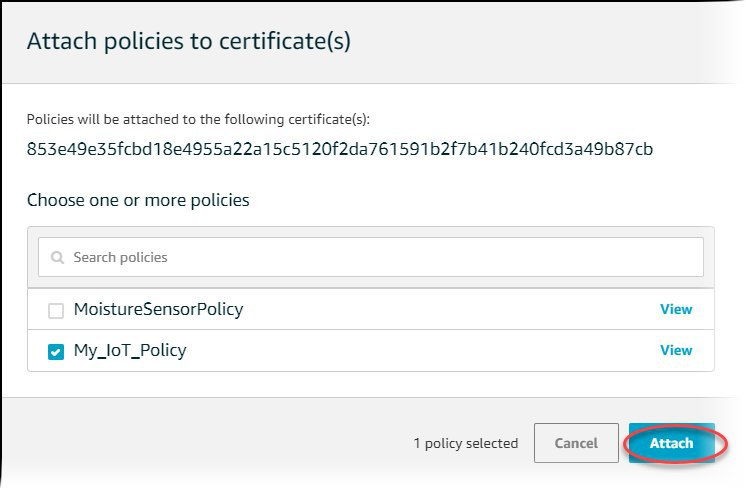 Attach policies to certificate(s)
Policies will be attached to the following certificate(s):
853e49e35fcbd18e4955a22a15c5120f2da761591b2f7b41b240fcd3a49b87cb
Choose one or more policies
Search policies
MoistureSensorPolicy View
My_IoT_Policy View
1 policy selected Cancel Attach